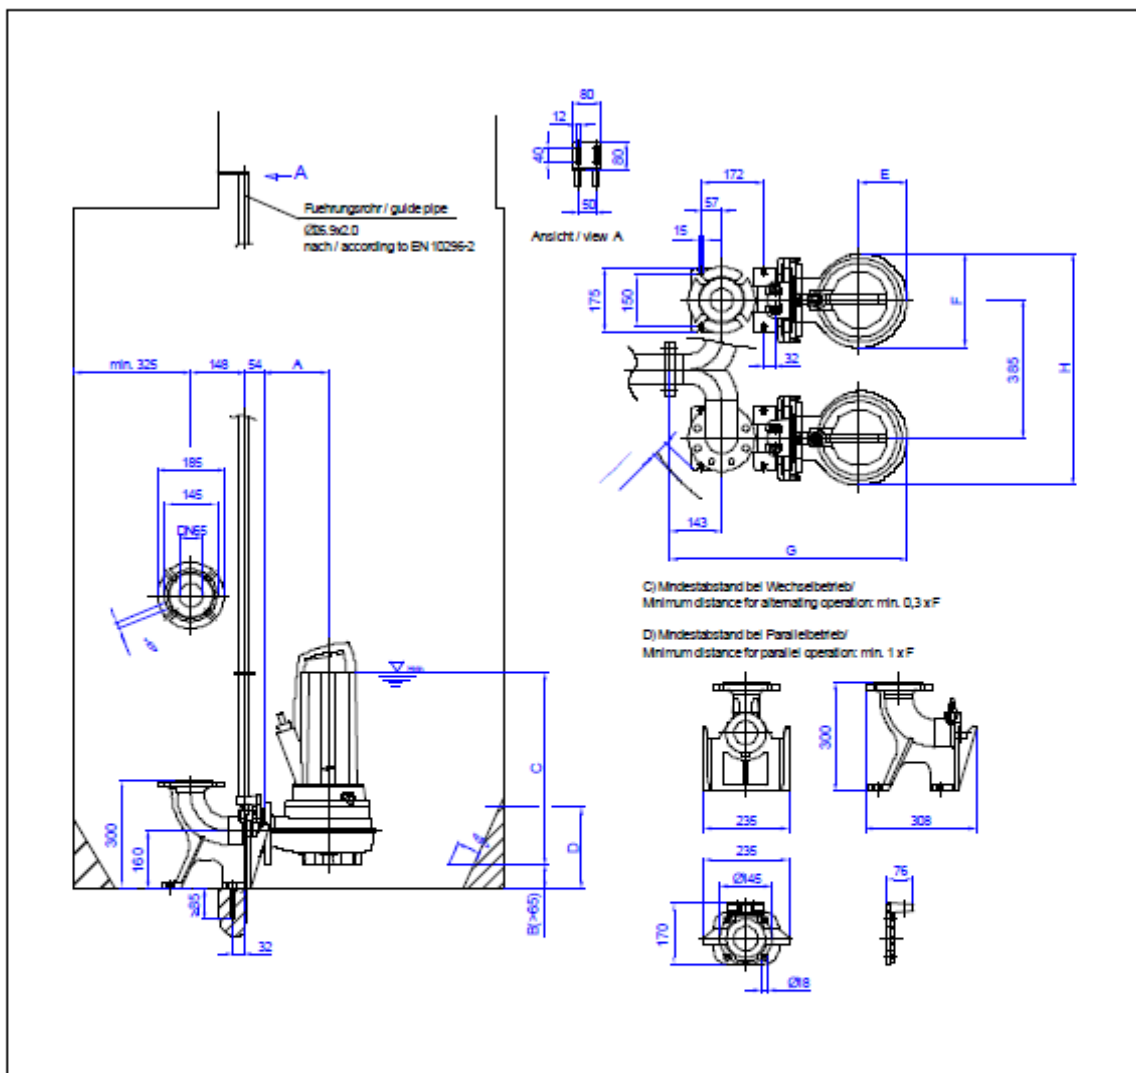 80
12
40
80
50
Ansicht / view A
A
Fuehrungsrohr / guide pipe
Ø26.9x2.0
nach / according to EN 10296-2
172
57
15
E
175
150
F
H
385
32
143
G
min. 325
148
54
A
185
145
DN65
C) Mindestabstand bei Wechselbetrieb/
Minimum distance for alternating operation: min. 0,3 x F
D) Mindestabstand bei Parallelbetrieb/
Minimum distance for parallel operation: min. 1 x F
C
D
300
160
≥85
32
B(>65)
300
235
308
235
Ø145
76
170
Ø18